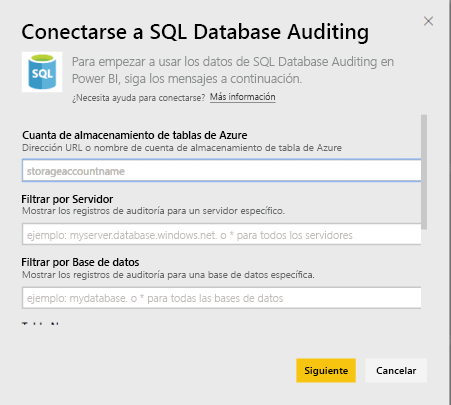 Conectarse a SQL Database Auditing
SQL
Para empezar a usar los datos de SQL Database Auditing en
Power BI, siga los mensajes a continuación.
¿Necesita ayuda para conectarse? Más información
Cuenta de almacenamiento de tablas de Azure
Dirección URL o nombre de cuenta de almacenamiento de tabla de Azure
storageaccountname
Filtrar por Servidor
Mostrar los registros de auditoría para un servidor específico.
ejemplo: myserver.database.windows.net. o * para todos los servidores
Filtrar por Base de datos
Mostrar los registros de auditoría para una base de datos específica.
ejemplo: mydatabase. o * para todas las bases de datos
Siguiente Cancelar